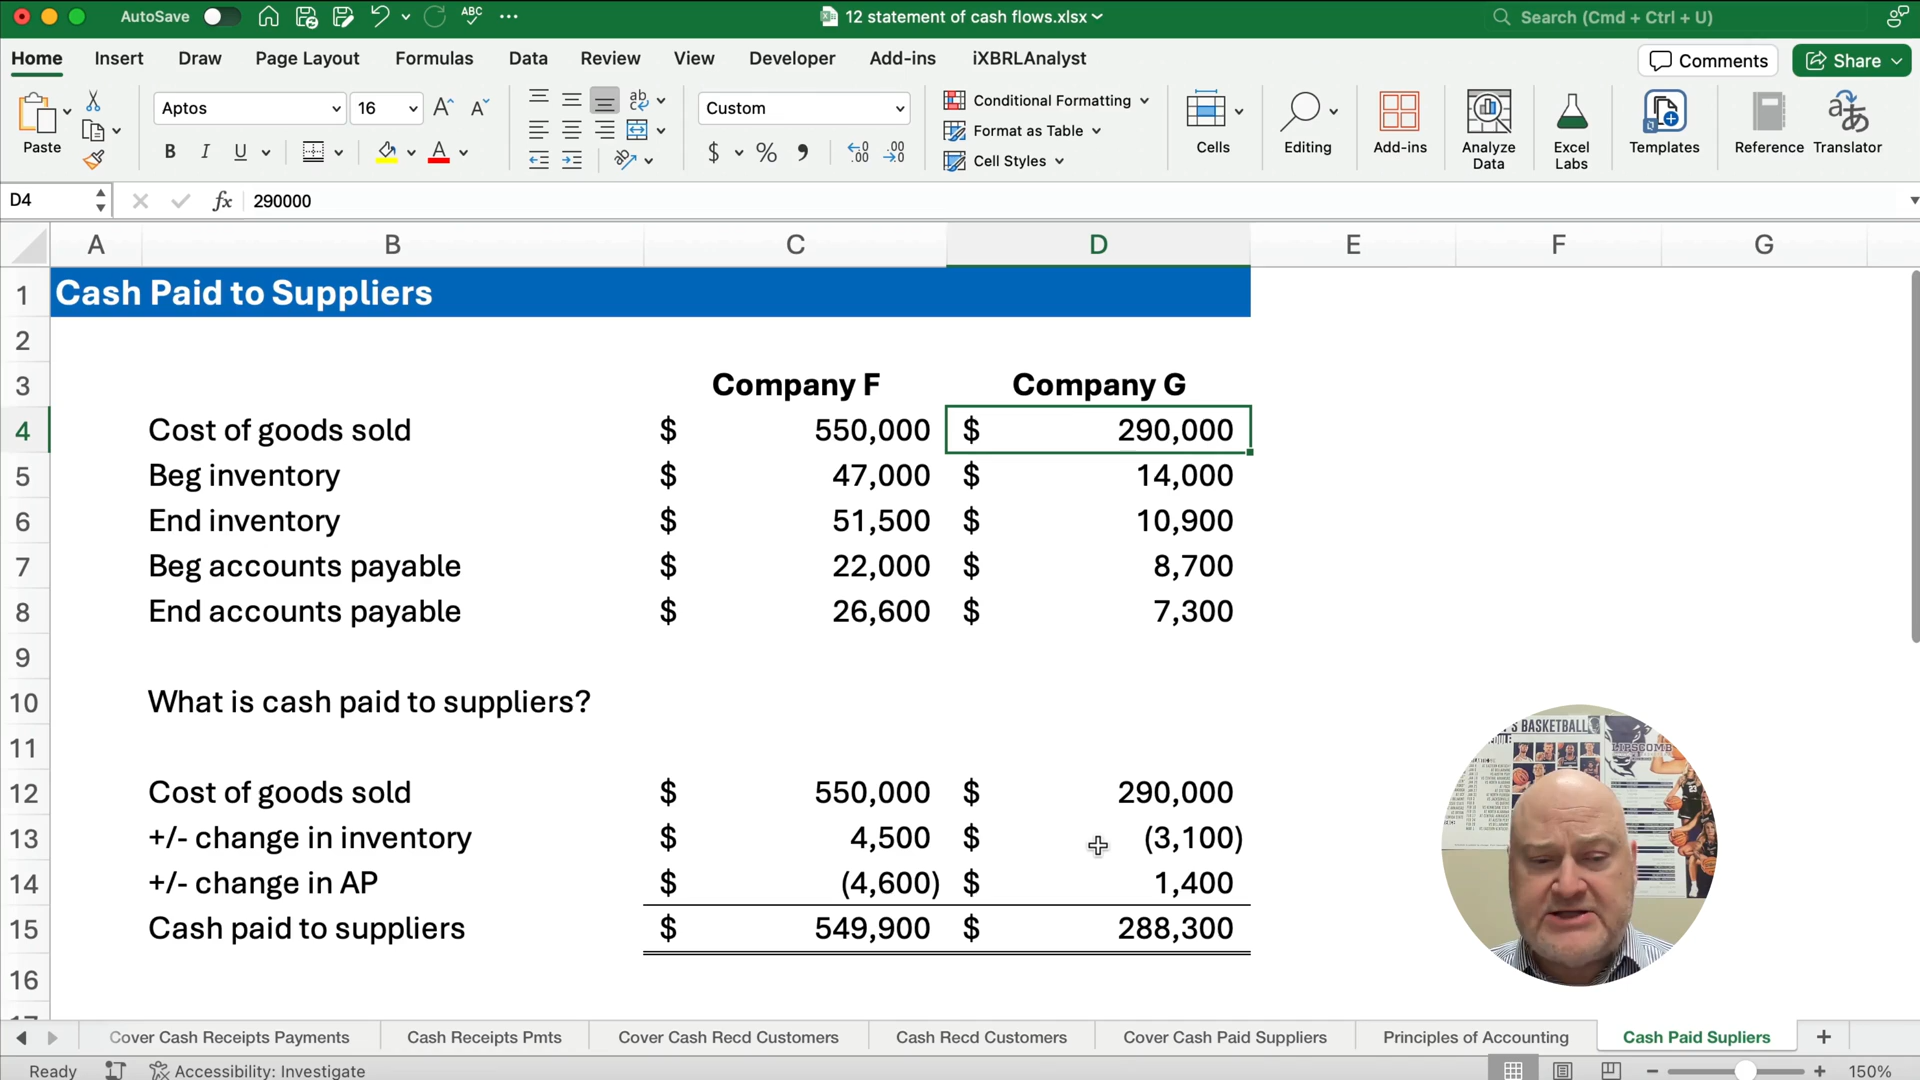 AutoSave
ABC
12 statement of cash flows.xlsx
Search (Cmd + Ctrl + U)
Home Insert Draw Page Layout Formulas Data Review View Developer Add-ins iXBRLAnalyst
Comments Share
Paste
Aptos 16
B I U
Custom
$ % 9
Conditional Formatting
Format as Table
Cell Styles
Cells
Editing
Add-ins
Analyze Data
Excel Labs
Templates
Reference
Translator
D4 fx 290000
A B C D E F G
1 Cash Paid to Suppliers
2
3 Company F Company G
4 Cost of goods sold $ 550,000 $ 290,000
5 Beg inventory $ 47,000 $ 14,000
6 End inventory $ 51,500 $ 10,900
7 Beg accounts payable $ 22,000 $ 8,700
8 End accounts payable $ 26,600 $ 7,300
9
10 What is cash paid to suppliers?
11
12 Cost of goods sold $ 550,000 $ 290,000
13 +/- change in inventory $ 4,500 $ (3,100)
14 +/- change in AP $ (4,600) $ 1,400
15 Cash paid to suppliers $ 549,900 $ 288,300
16
'S BASKETBALL
LIPSCOMB
Cover Cash Receipts Payments Cash Receipts Pmts Cover Cash Recd Customers Cash Recd Customers Cover Cash Paid Suppliers Principles of Accounting Cash Paid Supliers
Ready Accessibility: Investigate 150%